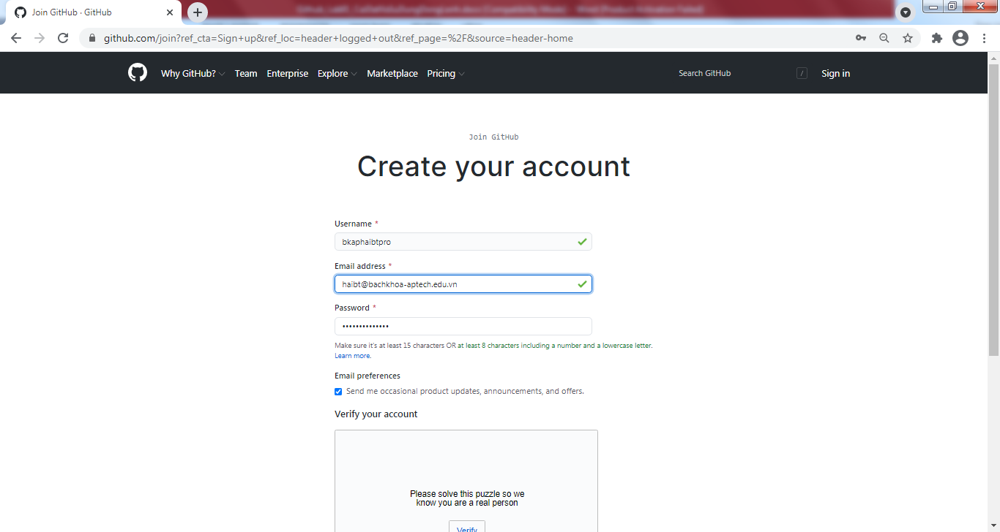 Join GitHub · GitHub
github.com/join?ref_cta=Sign+up&ref_loc=header+logged+out&ref_page=%2F&source=header-home
Why GitHub? Team Enterprise Explore Marketplace Pricing Search GitHub / Sign in
Join GitHub
Create your account
Username *
bkaphaibtpro
Email address *
haibt@bachkhoa-aptech.edu.vn
Password *
••••••••••••••
Make sure it's at least 15 characters OR at least 8 characters including a number and a lowercase letter.
Learn more.
Email preferences
Send me occasional product updates, announcements, and offers.
Verify your account
Please solve this puzzle so we
know you are a real person
Verify